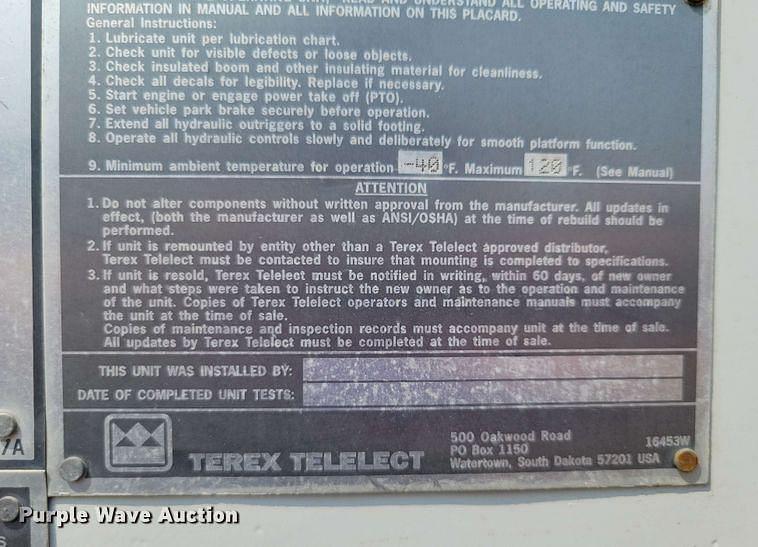 UNDERSTAND ALL OPERATING AND SAFETY
INFORMATION IN MANUAL AND ALL INFORMATION ON THIS PLACARD.
General Instructions:
1. Lubricate unit per lubrication chart.
2. Check unit for visible defects or loose objects.
3. Check insulated boom and other insulating material for cleanliness.
4. Check all decals for legibility. Replace if necessary.
5. Start engine or engage power take off (PTO).
6. Set vehicle park brake securely before operation.
7. Extend all hydraulic outriggers to a solid footing.
8. Operate all hydraulic controls slowly and deliberately for smooth platform function.
9. Minimum ambient temperature for operation -40 °F. Maximum 120 °F. (See Manual)
ATTENTION
1. Do not alter components without written approval from the manufacturer. All updates in
effect, (both the manufacturer as well as ANSI/OSHA) at the time of rebuild should be
performed.
2. If unit is remounted by entity other than a Terex Telelect approved distributor,
Terex Telelect must be contacted to insure that mounting is completed to specifications.
3. If unit is resold, Terex Telelect must be notified in writing, within 60 days, of new owner
and what steps were taken to instruct the new owner as to the operation and maintenance
of the unit. Copies of Terex Telelect operators and maintenance manuals must accompany
the unit at the time of sale.
Copies of maintenance and inspection records must accompany unit at the time of sale.
All updates by Terex Telelect must be completed at the time of sale.
THIS UNIT WAS INSTALLED BY:
DATE OF COMPLETED UNIT TESTS:
TEREX TELELECT
500 Oakwood Road
PO Box 1150
Watertown, South Dakota 57201 USA
16453W
7/A
S
Purple Wave Auction